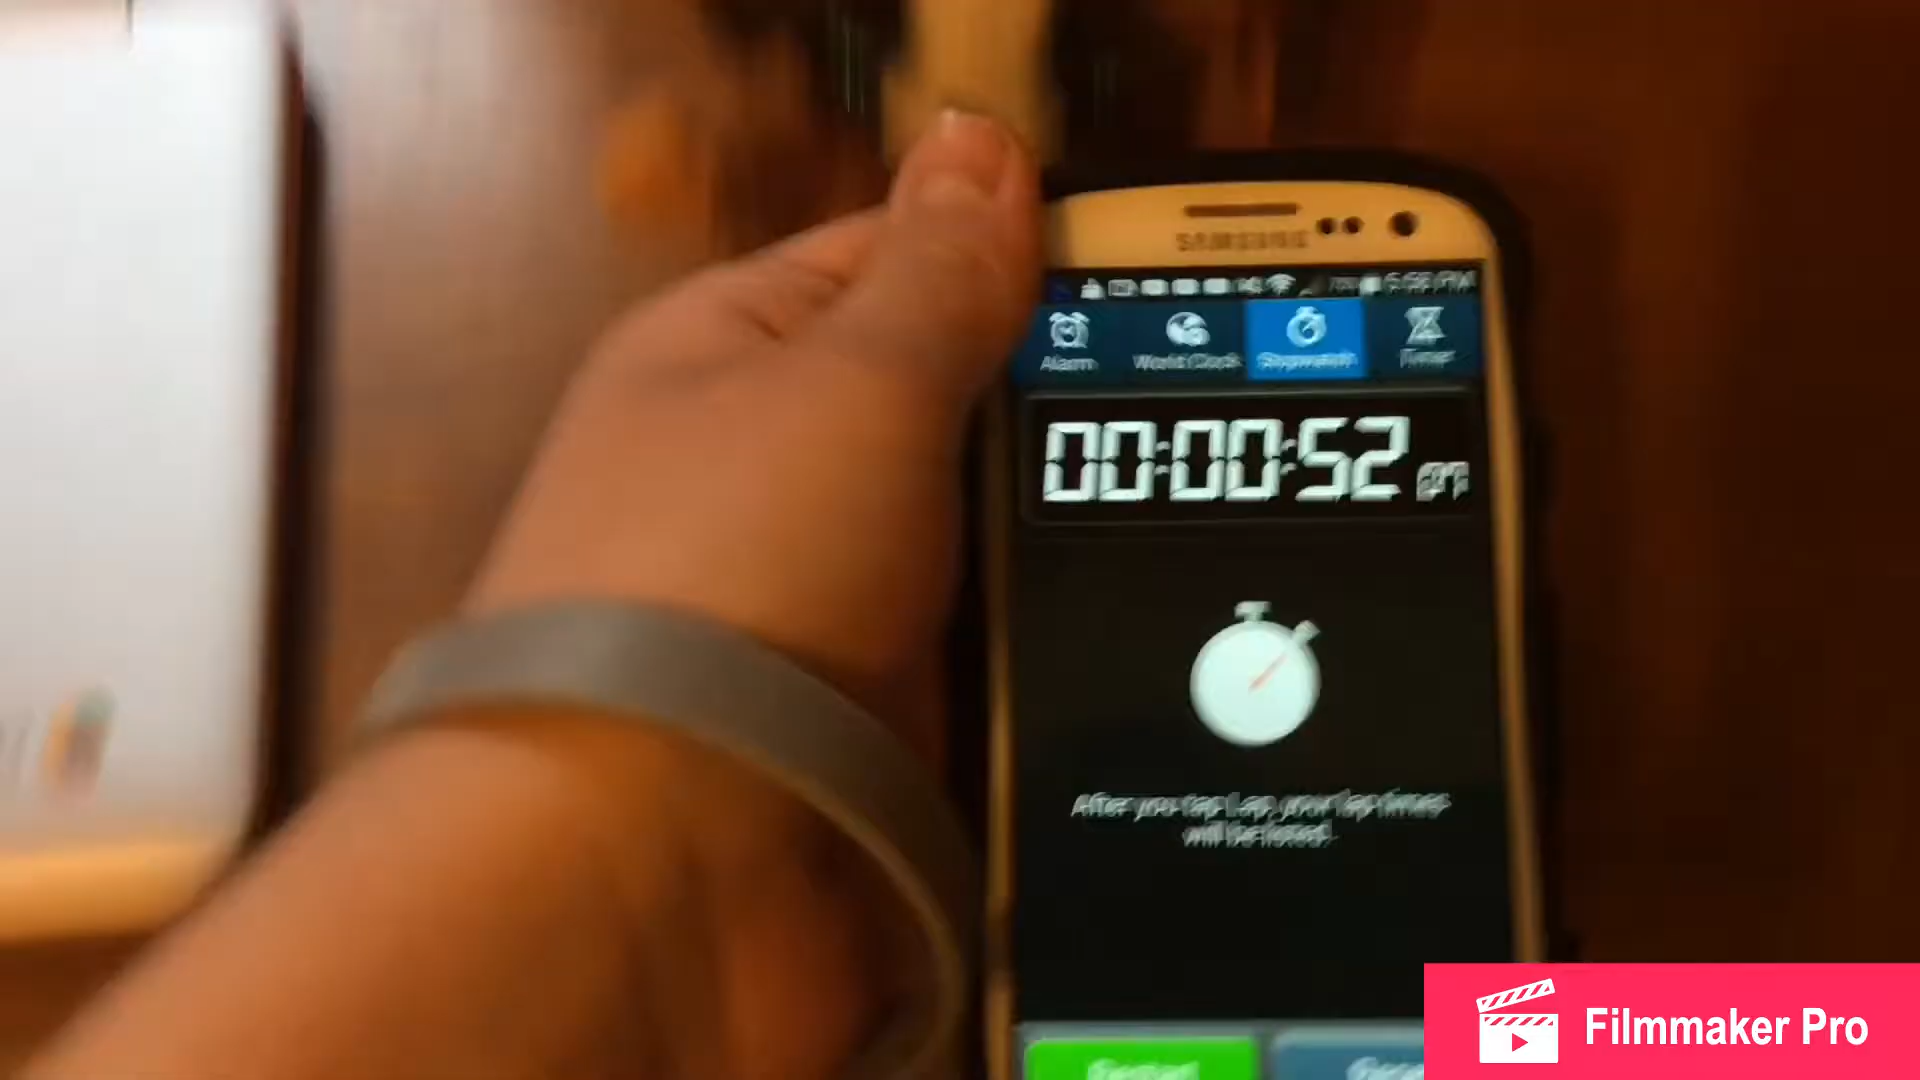 SAMSUNG
Alarm
World Clock
Stopwatch
Timer
00:00:52
After you tap Lap, your lap times
will be listed.
Restart
Filmmaker Pro